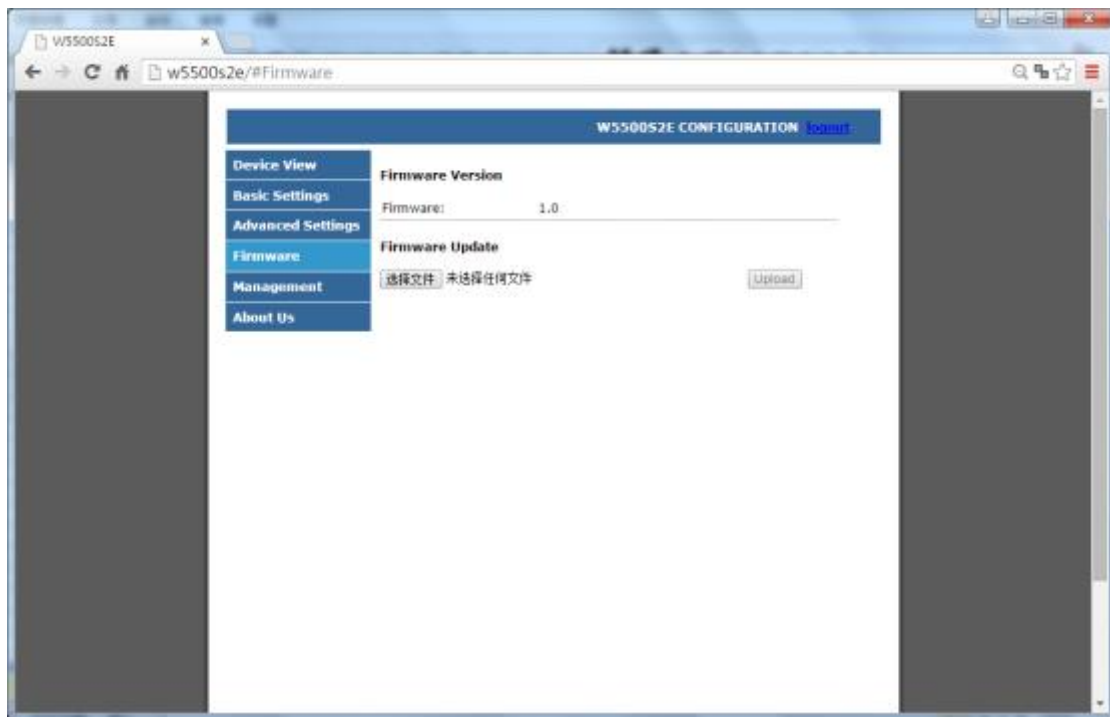 W5500S2E
w5500s2e/#Firmware
W5500S2E CONFIGURATION logout
Device View
Basic Settings
Advanced Settings
Firmware
Management
About Us
Firmware Version
Firmware: 1.0
Firmware Update
选择文件 未选择任何文件 Upload